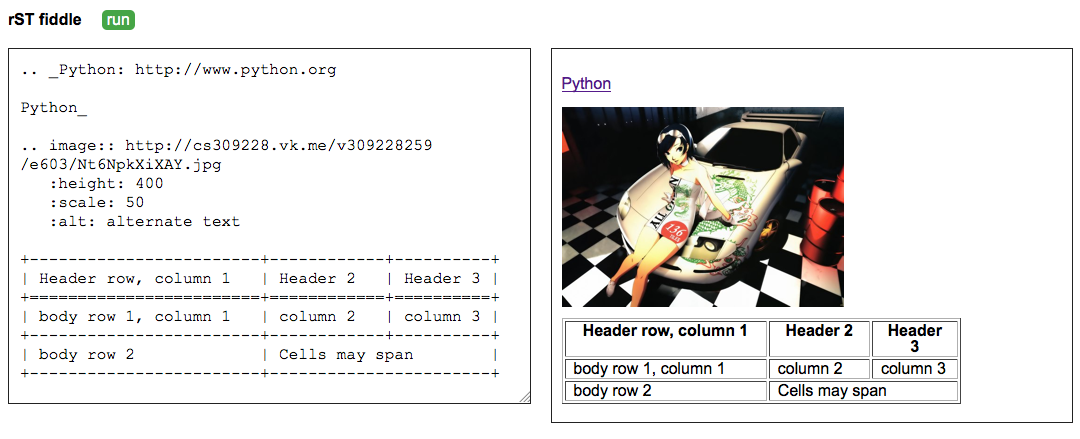 rST fiddle run
.. _Python: http://www.python.org
Python_
.. image:: http://cs309228.vk.me/v309228259
/e603/Nt6NpkXiXAY.jpg
   :height: 400
   :scale: 50
   :alt: alternate text
+------------------------+------------+----------+
| Header row, column 1   | Header 2   | Header 3 |
+========================+============+==========+
| body row 1, column 1   | column 2   | column 3 |
+------------------------+------------+----------+
| body row 2             | Cells may span        |
+------------------------+-----------------------+
Python
ALL
136
Header row, column 1 Header 2 Header
3
body row 1, column 1 column 2 column 3
body row 2 Cells may span